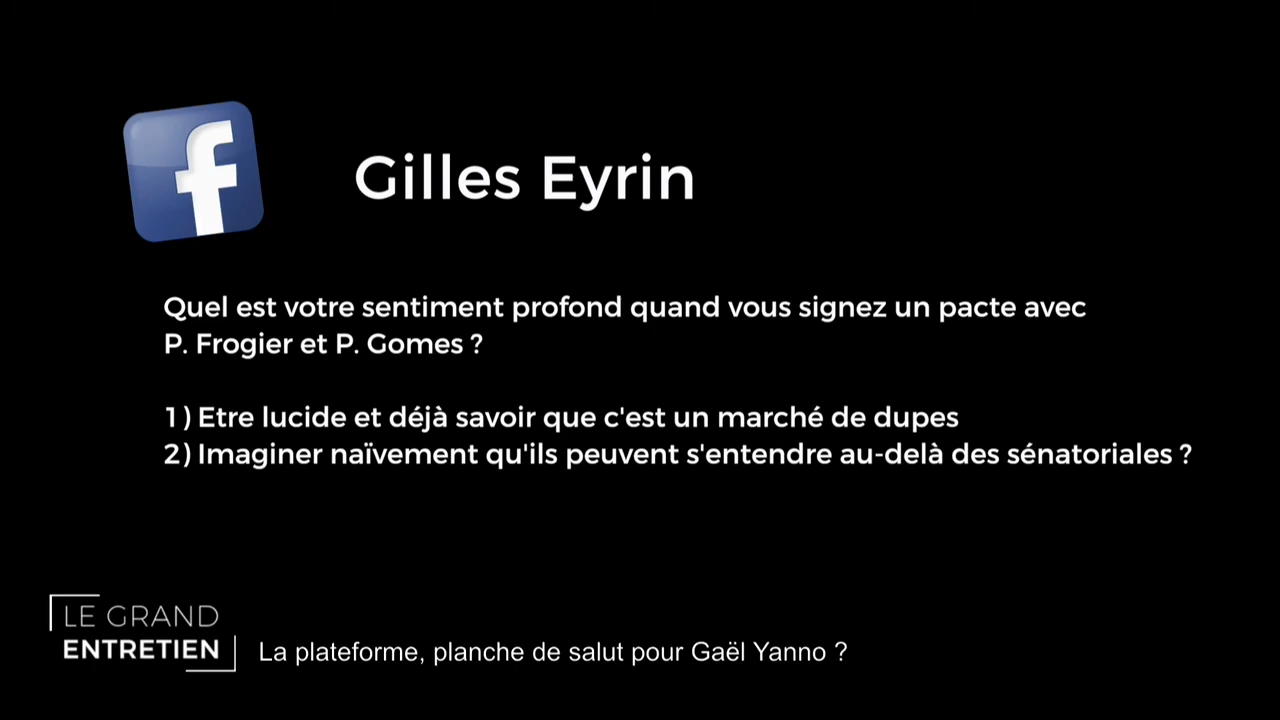 f
Gilles Eyrin
Quel est votre sentiment profond quand vous signez un pacte avec
P. Frogier et P. Gomes ?
1) Etre lucide et déjà savoir que c'est un marché de dupes
2) Imaginer naïvement qu'ils peuvent s'entendre au-delà des sénatoriales ?
LE GRAND
ENTRETIEN
La plateforme, planche de salut pour Gaël Yanno ?